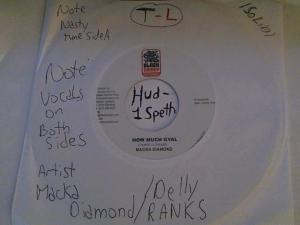 Note
Nasty
tune side A
T-L
(Solid)
Note
Vocals
on
Both
sides
Hud-
1 Speth
HOW MUCH GYAL
MACKA DIAMOND
Artist
Macka
Diamond/Delly
RANKS